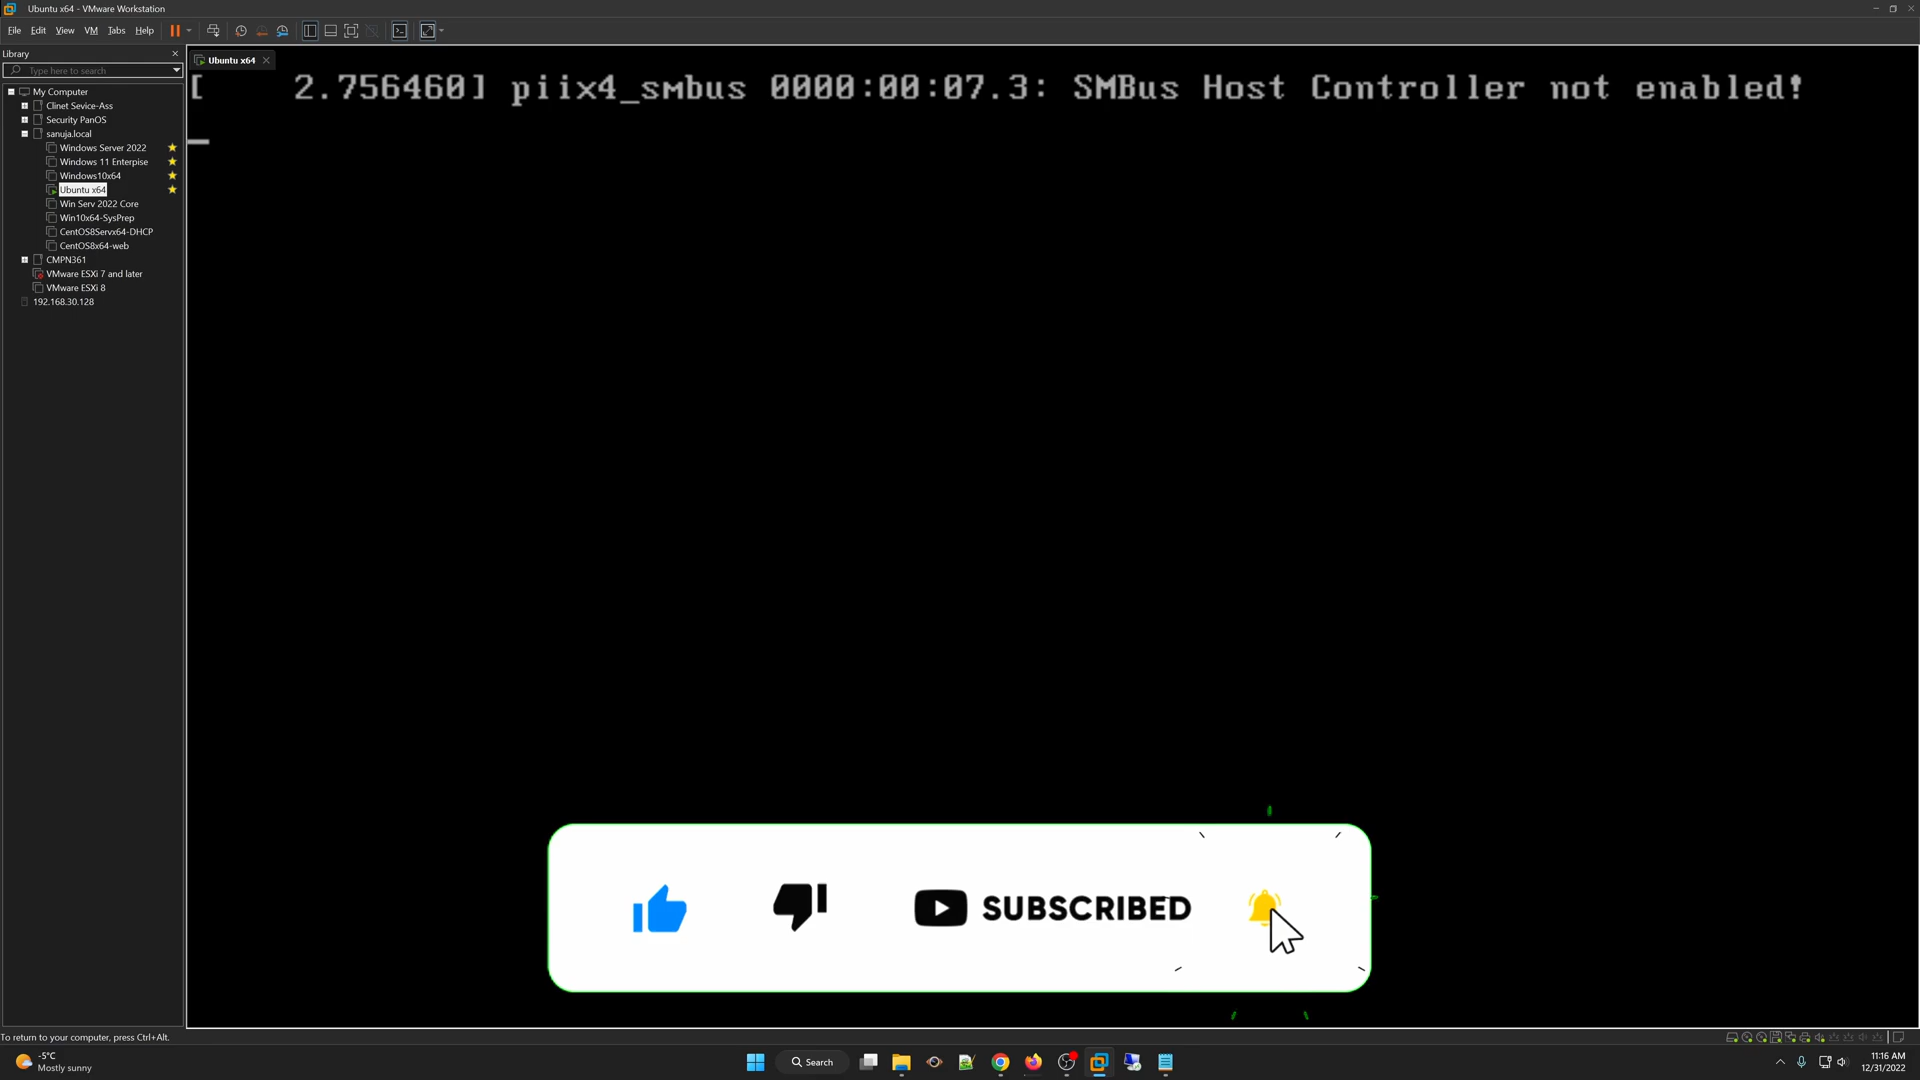 Ubuntu x64 - VMware Workstation
File Edit View VM Tabs Help
Library
Type here to search
My Computer
Clinet Sevice-Ass
Security PanOS
sanuja.local
Windows Server 2022
Windows 11 Enterpise
Windows10x64
Ubuntu x64
Win Serv 2022 Core
Win10x64-SysPrep
CentOS8Servx64-DHCP
CentOS8x64-web
CMPN361
VMware ESXi 7 and later
VMware ESXi 8
192.168.30.128
Ubuntu x64
[    2.756460] piix4_smbus 0000:00:07.3: SMBus Host Controller not enabled!
SUBSCRIBED
To return to your computer, press Ctrl+Alt.
-5°C
Mostly sunny
Search
11:16 AM
12/31/2022